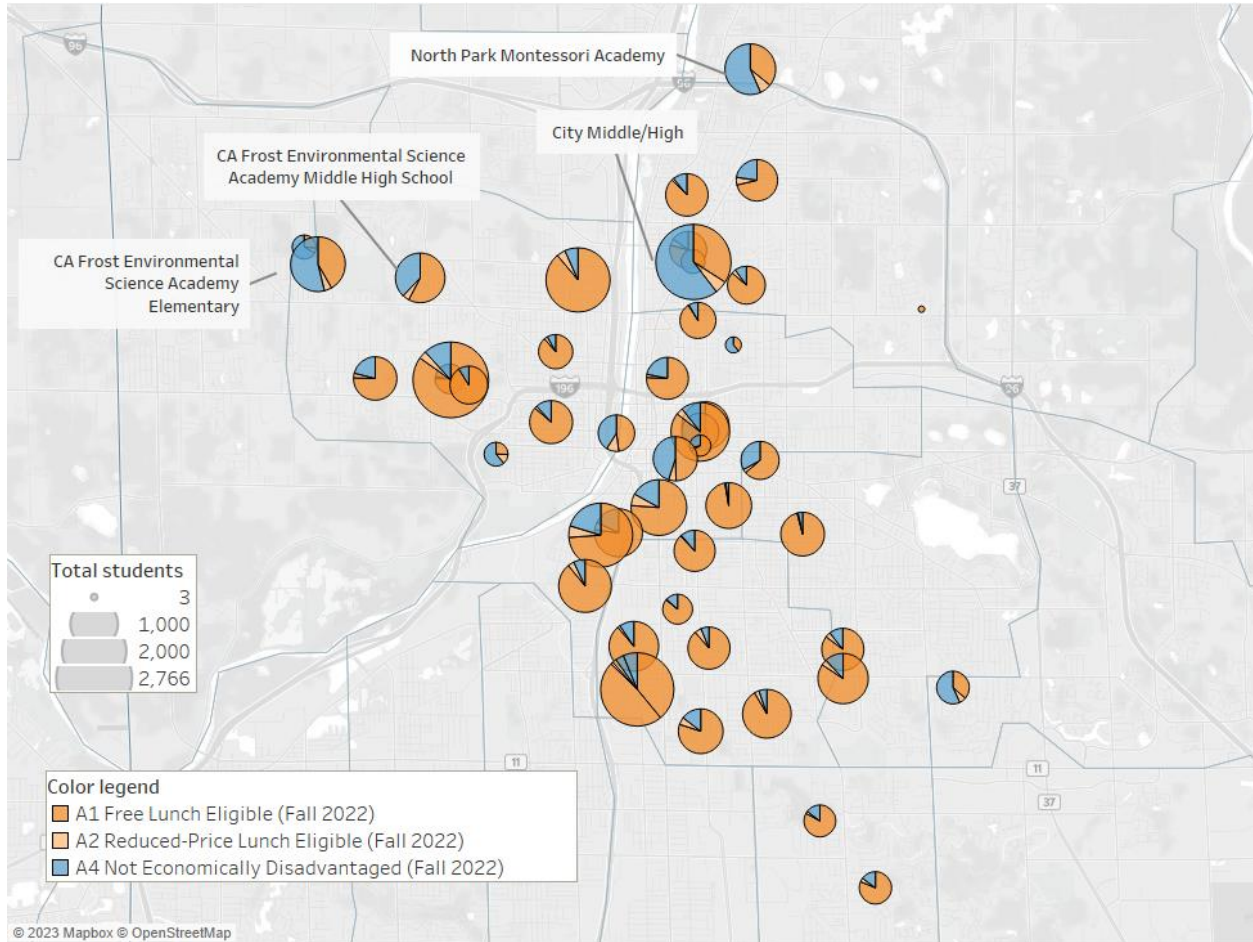 96
North Park Montessori Academy
96
City Middle/High
CA Frost Environmental Science
Academy Middle High School
CA Frost Environmental
Science Academy
Elementary
196
37
Total students
3
1,000
2,000
2,766
11
11
37
Color legend
A1 Free Lunch Eligible (Fall 2022)
A2 Reduced-Price Lunch Eligible (Fall 2022)
A4 Not Economically Disadvantaged (Fall 2022)
© 2023 Mapbox © OpenStreetMap